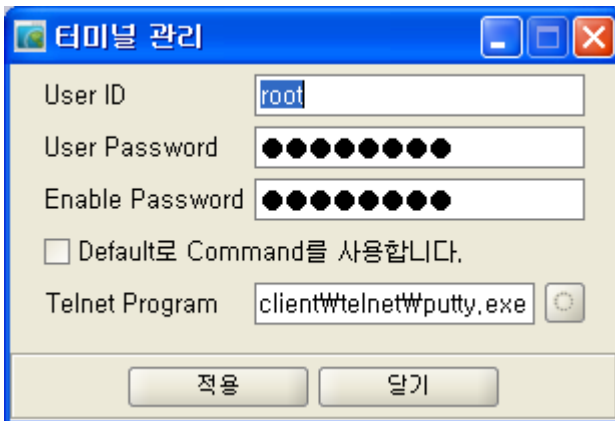 터미널 관리
User ID root
User Password ●●●●●●●●
Enable Password ●●●●●●●●
Default로 Command를 사용합니다.
Telnet Program client₩telnet₩putty.exe
적용 닫기